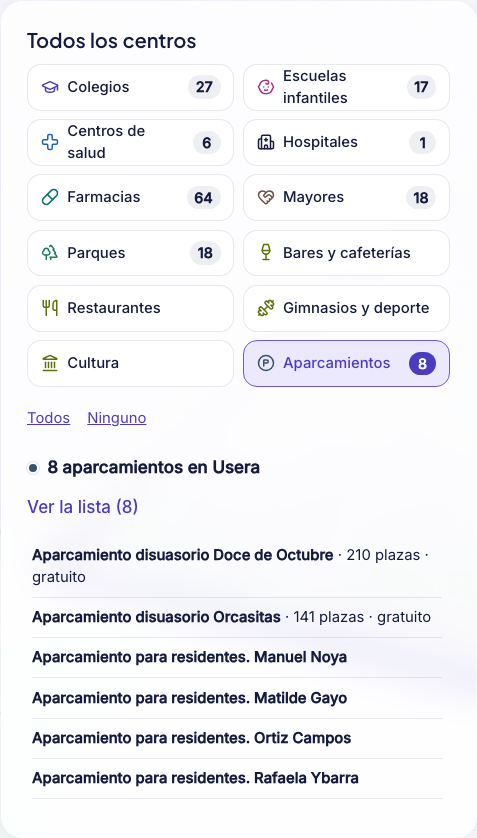 Todos los centros
Colegios 27
Escuelas infantiles 17
Centros de salud 6
Hospitales 1
Farmacias 64
Mayores 18
Parques 18
Bares y cafeterías
Restaurantes
Gimnasios y deporte
Cultura
P Aparcamientos 8
Todos Ninguno
8 aparcamientos en Usera
Ver la lista (8)
Aparcamiento disuasorio Doce de Octubre · 210 plazas ·
gratuito
Aparcamiento disuasorio Orcasitas · 141 plazas · gratuito
Aparcamiento para residentes. Manuel Noya
Aparcamiento para residentes. Matilde Gayo
Aparcamiento para residentes. Ortiz Campos
Aparcamiento para residentes. Rafaela Ybarra